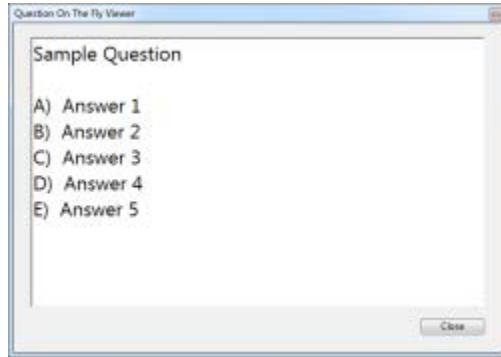 Question On The Fly Viewer
Sample Question
A) Answer 1
B) Answer 2
C) Answer 3
D) Answer 4
E) Answer 5
Close